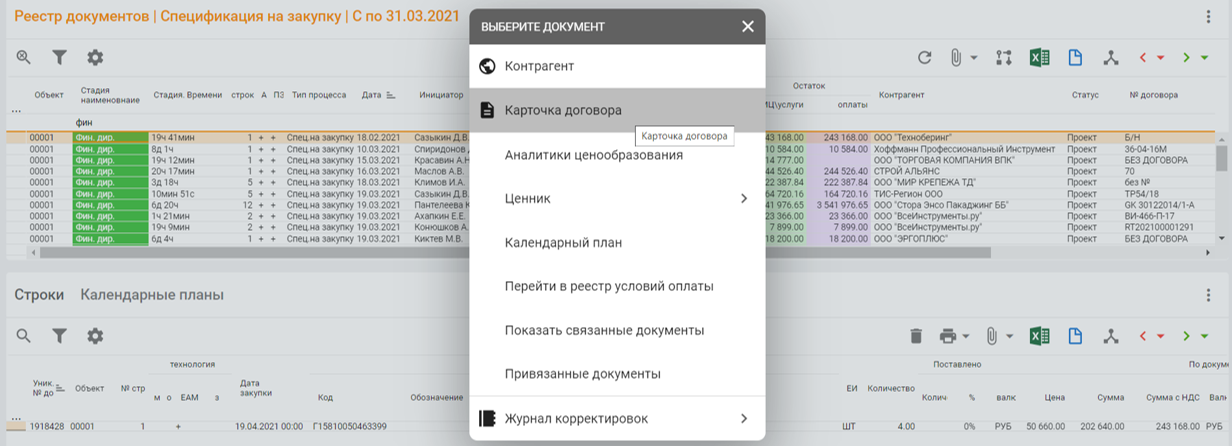 Реестр документов | Спецификация на закупку | С по 31.03.2021
ВЫБЕРИТЕ ДОКУМЕНТ
Контрагент
Карточка договора
Карточка договора
Аналитики ценообразования
Ценник
Календарный план
Перейти в реестр условий оплаты
Показать связанные документы
Привязанные документы
Журнал корректировок
Остаток
Объект Стадия наименовнаие Стадия. Времени строк А ПЗ Тип процесса Дата Инициатор МЦ\услуги оплаты Контрагент Статус № договора
...
фин
00001 Фин. дир. 19ч 41мин 1 + + Спец.на закупку 18.02.2021 Сазыкин Д.В. 243 168.00 243 168.00 ООО "Техноберинг" Проект Б/Н
00001 Фин. дир. 8д 1ч 1 + + Спец.на закупку 10.03.2021 Спиридонов 10 584.00 10 584.00 Хоффманн Профессиональный Инструмент Проект 36-04-16М
00001 Фин. дир. 19ч 12мин 1 + + Спец.на закупку 15.03.2021 Красавин А.Н 14 777.00 ООО "ТОРГОВАЯ КОМПАНИЯ ВПК" Проект БЕЗ ДОГОВОРА
00001 Фин. дир. 20ч 17мин 1 + + Спец.на закупку 16.03.2021 Маслов А.В. 44 526.40 244 526.40 СТРОЙ АЛЬЯНС Проект 70
00001 Фин. дир. 3д 18ч 5 + + Спец.на закупку 18.03.2021 Климов И.А. 22 387.84 222 387.84 ООО "МИР КРЕПЕЖА ТД" Проект без №
00001 Фин. дир. 10мин 51с 5 + + Спец.на закупку 19.03.2021 Сазыкин Д.В. 64 720.16 164 720.16 ТИС-Регион ООО Проект ТР54/18
00001 Фин. дир. 6д 20ч 12 + + Спец.на закупку 19.03.2021 Пантелеева 41 976.65 3 541 976.65 ООО "Стора Энсо Пакаджинг ББ" Проект GK 30122014/1-А
00001 Фин. дир. 1ч 21мин 2 + + Спец.на закупку 19.03.2021 Ахапкин Е.Е. 23 366.00 23 366.00 ООО "ВсеИнструменты.ру" Проект ВИ-466-П-17
00001 Фин. дир. 19ч 9мин 2 + + Спец.на закупку 19.03.2021 Конюшков А. 7 899.00 7 899.00 ООО "ВсеИнструменты.ру" Проект RT202100001291
00001 Фин. дир. 6д 4ч 1 + + Спец.на закупку 19.03.2021 Киктев М.В. 18 200.00 18 200.00 ООО "ЭРГОПЛЮС" Проект БЕЗ ДОГОВОРА
Строки Календарные планы
технология Поставлено По докум
Уник. № до Объект № стр м о ЕАМ з Дата закупки Код Обозначение ЕИ Количество Колич % валк Цена Сумма Сумма с НДС Валк
...
1918428 00001 1 + 19.04.2021 00:00 Г15810050463399 ШТ 4.00 0% РУБ 50 660.00 202 640.00 243 168.00 РУБ